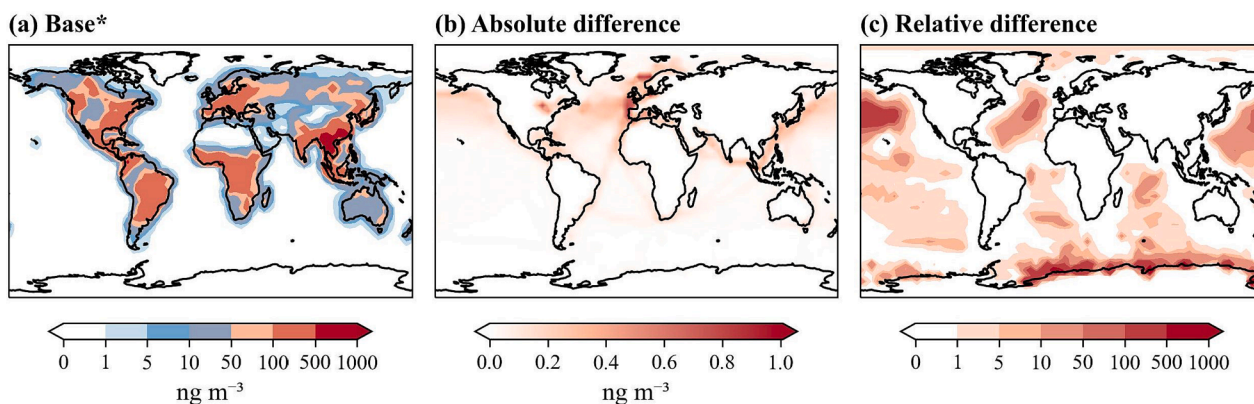 (a) Base*
(b) Absolute difference
(c) Relative difference
0 1 5 10 50 100 500 1000
ng m⁻³
0.0 0.2 0.4 0.6 0.8 1.0
ng m⁻³
0 1 5 10 50 100 500 1000